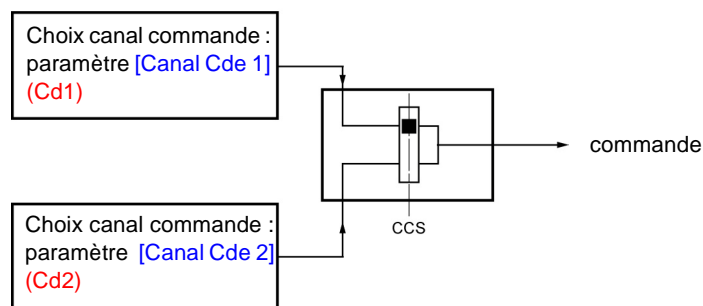 Choix canal commande :
paramètre [Canal Cde 1]
(Cd1)
commande
Choix canal commande :
paramètre [Canal Cde 2]
(Cd2)
CCS